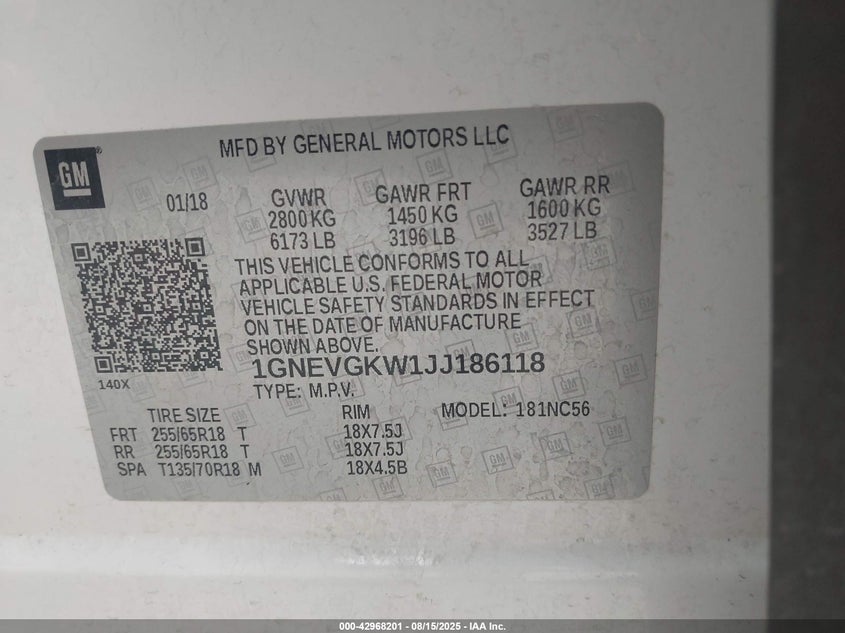 GM
MFD BY GENERAL MOTORS LLC
01/18
GVWR
2800 KG
6173 LB
GAWR FRT
1450 KG
3196 LB
GAWR RR
1600 KG
3527 LB
THIS VEHICLE CONFORMS TO ALL
APPLICABLE U.S. FEDERAL MOTOR
VEHICLE SAFETY STANDARDS IN EFFECT
ON THE DATE OF MANUFACTURE
SHOWN ABOVE.
140X
1GNEVGKW1JJ186118
TYPE: M.P.V.
TIRE SIZE RIM MODEL: 181NC56
FRT 255/65R18 T 18X7.5J
RR 255/65R18 T 18X7.5J
SPA T135/70R18 M 18X4.5B
000-42968201 - 08/15/2025 - IAA Inc.